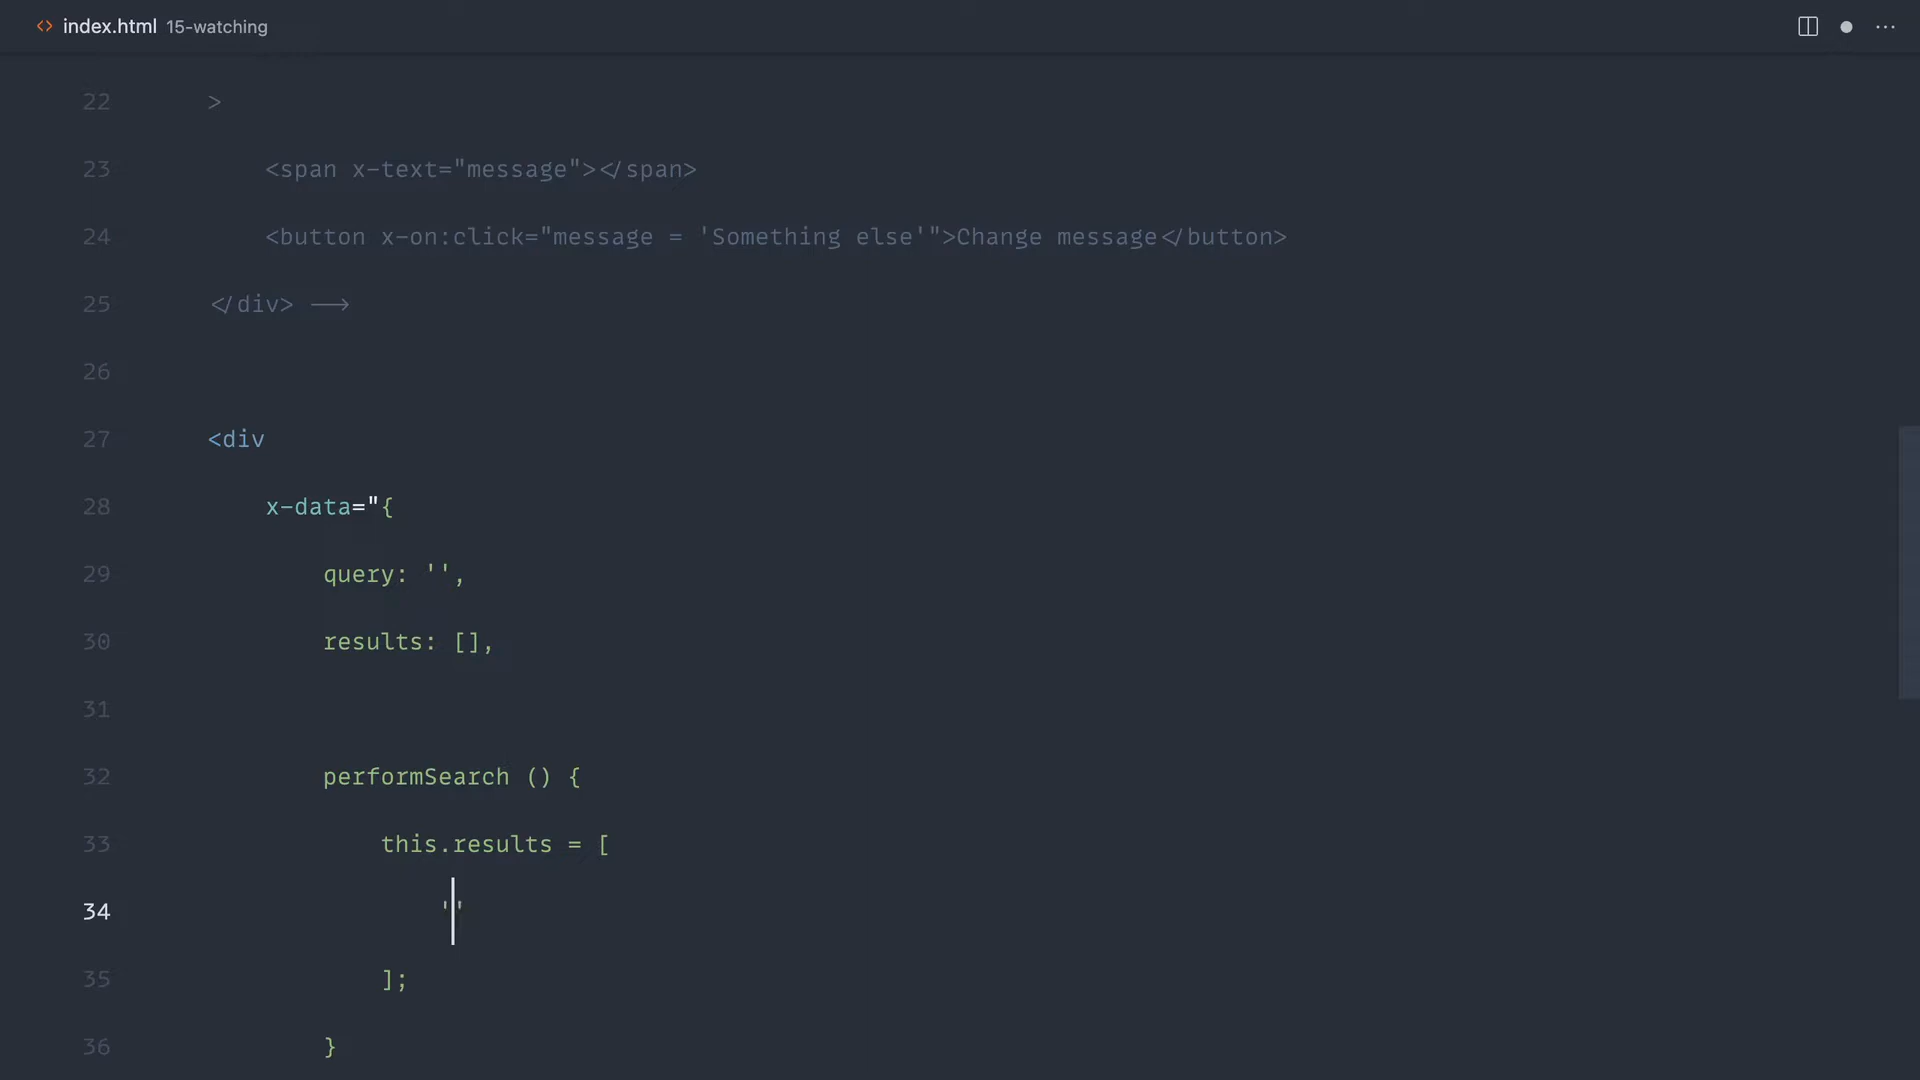 <> index.html 15-watching
22 >
23 <span x-text="message"></span>
24 <button x-on:click="message = 'Something else'">Change message</button>
25 </div> -->
26
27 <div
28 x-data="{
29 query: '',
30 results: [],
31
32 performSearch () {
33 this.results = [
34 ''
35 ];
36 }